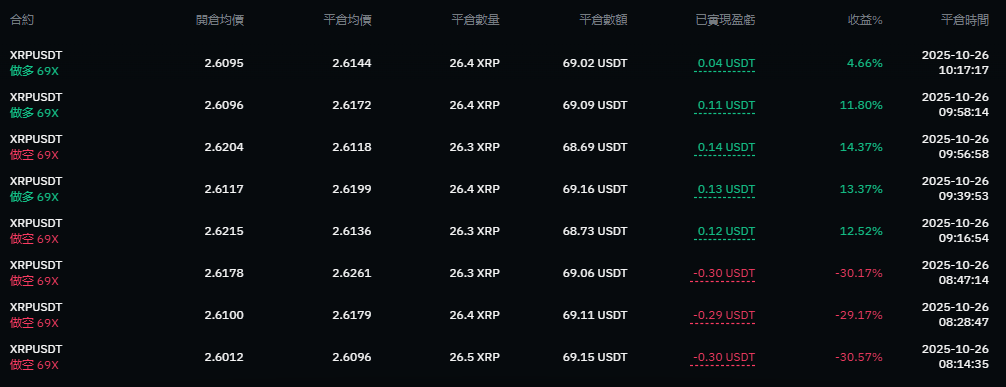 合約 開倉均價 平倉均價 平倉數量 平倉數額 已實現盈虧 收益% 平倉時間
XRPUSDT 2.6095 2.6144 26.4 XRP 69.02 USDT 0.04 USDT 4.66% 2025-10-26
做多 69X 10:17:17
XRPUSDT 2.6096 2.6172 26.4 XRP 69.09 USDT 0.11 USDT 11.80% 2025-10-26
做多 69X 09:58:14
XRPUSDT 2.6204 2.6118 26.3 XRP 68.69 USDT 0.14 USDT 14.37% 2025-10-26
做空 69X 09:56:58
XRPUSDT 2.6117 2.6199 26.4 XRP 69.16 USDT 0.13 USDT 13.37% 2025-10-26
做多 69X 09:39:53
XRPUSDT 2.6215 2.6136 26.3 XRP 68.73 USDT 0.12 USDT 12.52% 2025-10-26
做空 69X 09:16:54
XRPUSDT 2.6178 2.6261 26.3 XRP 69.06 USDT -0.30 USDT -30.17% 2025-10-26
做空 69X 08:47:14
XRPUSDT 2.6100 2.6179 26.4 XRP 69.11 USDT -0.29 USDT -29.17% 2025-10-26
做空 69X 08:28:47
XRPUSDT 2.6012 2.6096 26.5 XRP 69.15 USDT -0.30 USDT -30.57% 2025-10-26
做空 69X 08:14:35